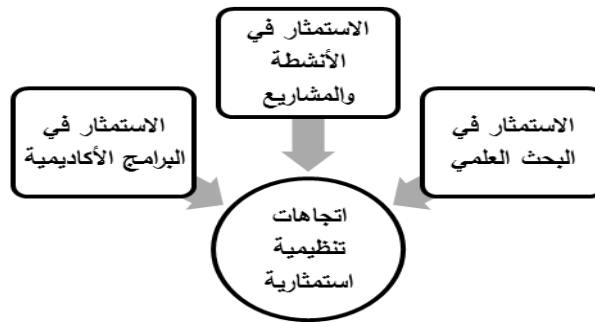 الاستثمار في
الأنشطة
والمشاريع
الاستثمار في
البحث العلمي
الاستثمار في
البرامج الأكاديمية
اتجاهات
تنظيمية
استثمارية